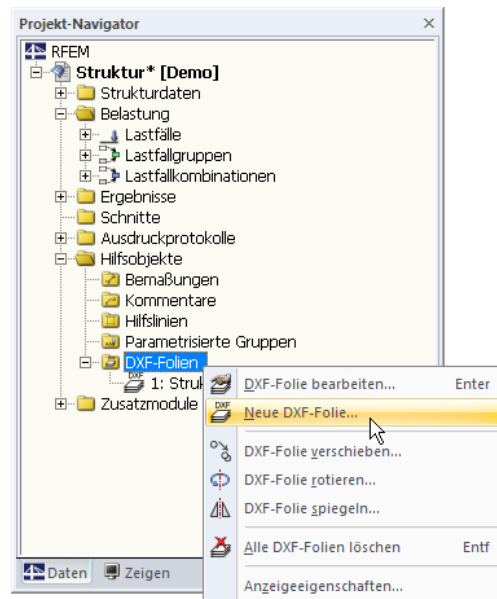 Projekt-Navigator
RFEM
Struktur* [Demo]
Strukturdaten
Belastung
Lastfälle
Lastfallgruppen
Lastfallkombinationen
Ergebnisse
Schnitte
Ausdruckprotokolle
Hilfsobjekte
Bemaßungen
Kommentare
Hilfslinien
Parametrisierte Gruppen
DXF-Folien
DXF 1: Struk
Zusatzmodule
DXF-Folie bearbeiten... Enter
DXF Neue DXF-Folie...
DXF-Folie verschieben...
DXF-Folie rotieren...
DXF-Folie spiegeln...
Alle DXF-Folien löschen Entf
Anzeigeeigenschaften...
Daten Zeigen